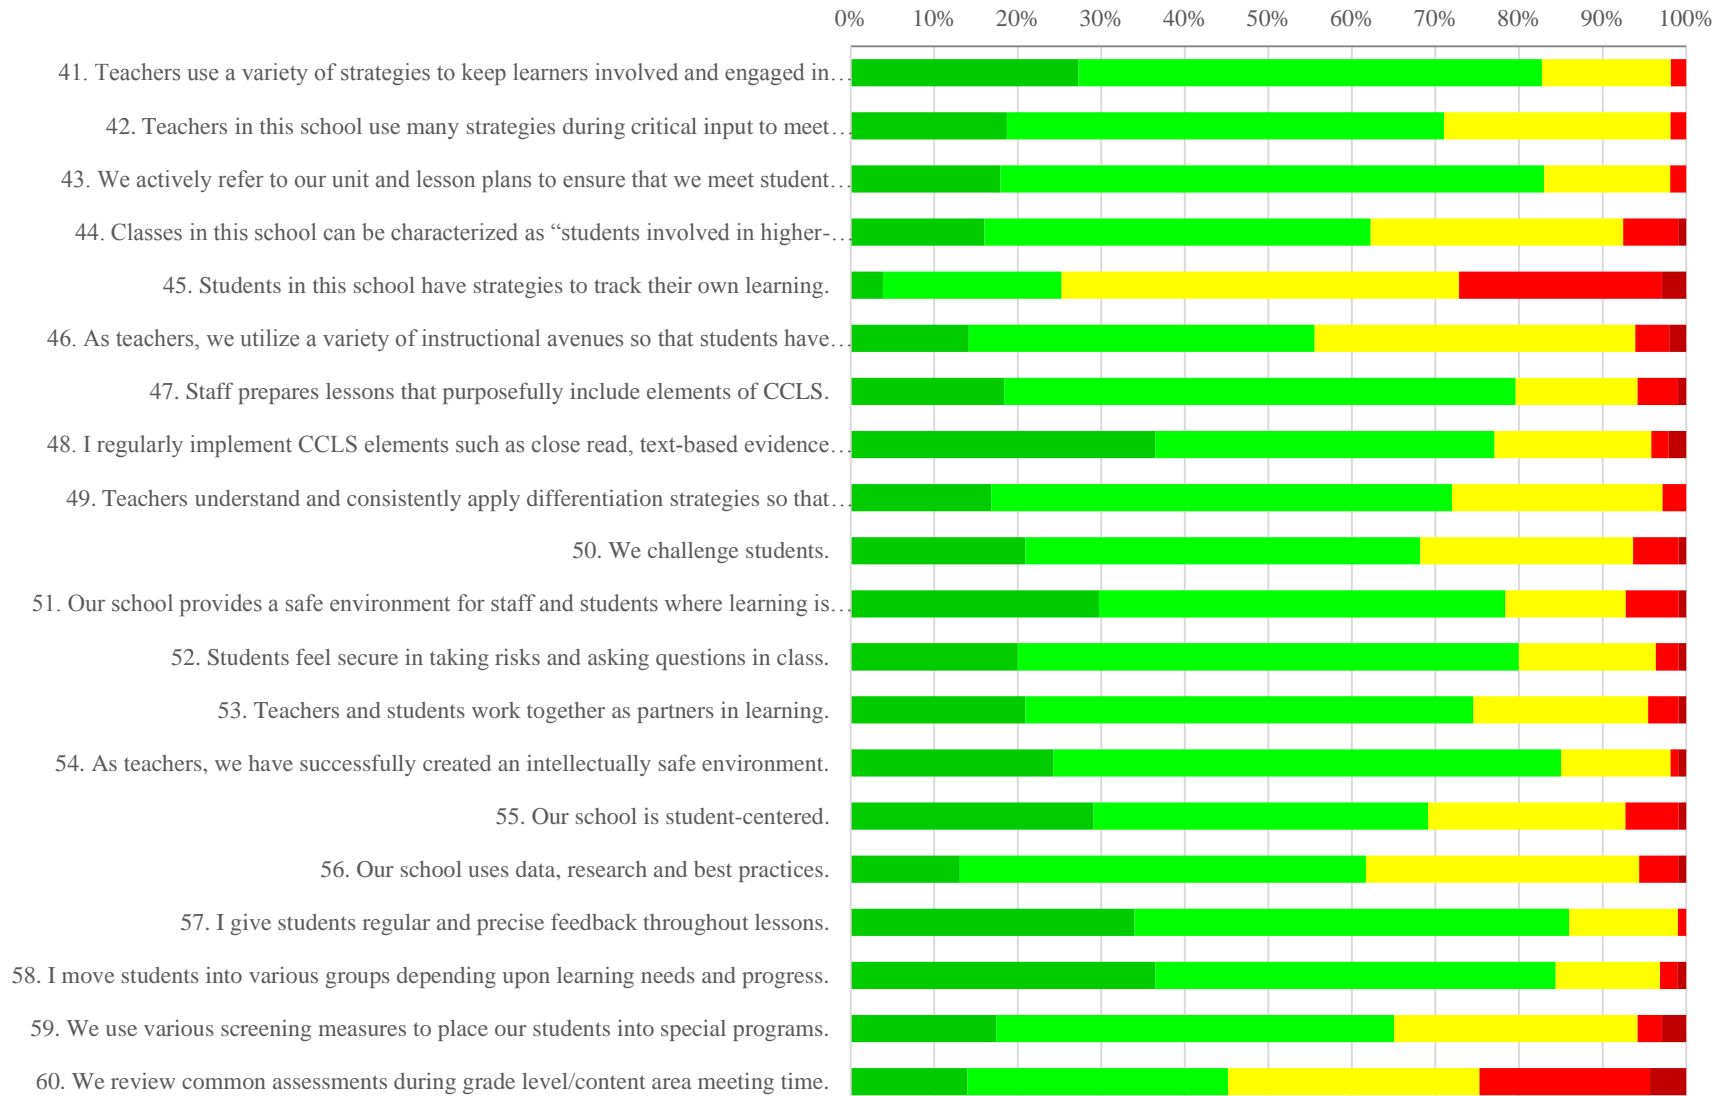 0% 10% 20% 30% 40% 50% 60% 70% 80% 90% 100%
41. Teachers use a variety of strategies to keep learners involved and engaged in…
42. Teachers in this school use many strategies during critical input to meet…
43. We actively refer to our unit and lesson plans to ensure that we meet student…
44. Classes in this school can be characterized as “students involved in higher-…
45. Students in this school have strategies to track their own learning.
46. As teachers, we utilize a variety of instructional avenues so that students have…
47. Staff prepares lessons that purposefully include elements of CCLS.
48. I regularly implement CCLS elements such as close read, text-based evidence…
49. Teachers understand and consistently apply differentiation strategies so that…
50. We challenge students.
51. Our school provides a safe environment for staff and students where learning is…
52. Students feel secure in taking risks and asking questions in class.
53. Teachers and students work together as partners in learning.
54. As teachers, we have successfully created an intellectually safe environment.
55. Our school is student-centered.
56. Our school uses data, research and best practices.
57. I give students regular and precise feedback throughout lessons.
58. I move students into various groups depending upon learning needs and progress.
59. We use various screening measures to place our students into special programs.
60. We review common assessments during grade level/content area meeting time.